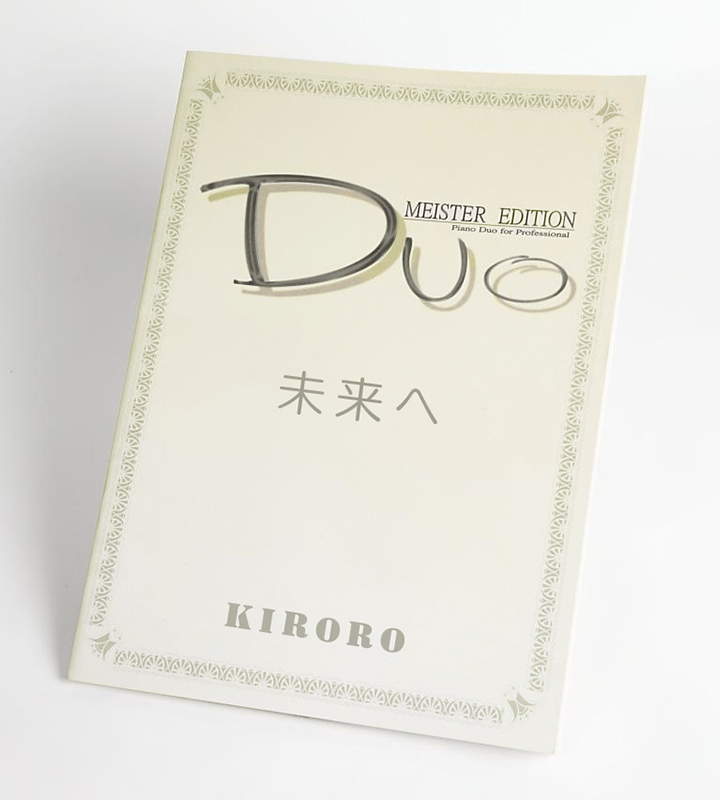 DUO
MEISTER EDITION
Piano Duo for Professional
未来へ
KIRORO